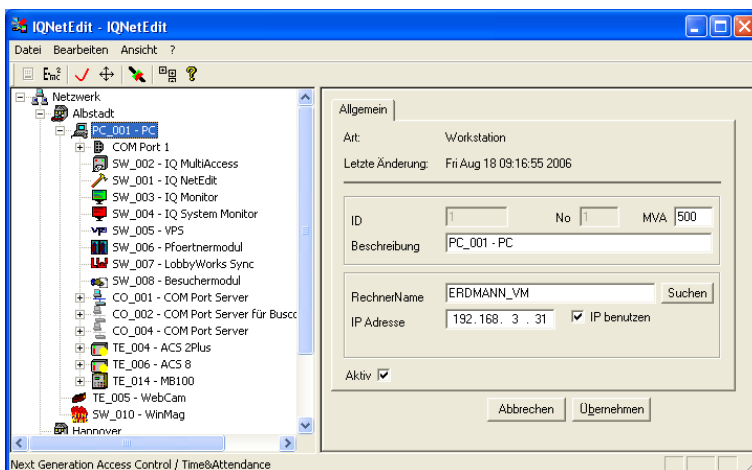 IQNetEdit - IQNetEdit
Datei Bearbeiten Ansicht ?
Netzwerk
Albstadt
PC_001 - PC
COM Port 1
SW_002 - IQ MultiAccess
SW_001 - IQ NetEdit
SW_003 - IQ Monitor
SW_004 - IQ System Monitor
SW_005 - VPS
SW_006 - Pfoertnermodul
SW_007 - LobbyWorks Sync
SW_008 - Besuchermodul
CO_001 - COM Port Server
CO_002 - COM Port Server für Busco
CO_004 - COM Port Server
TE_004 - ACS 2Plus
TE_006 - ACS 8
TE_014 - MB100
TE_005 - WebCam
SW_010 - WinMag
Hannover
Allgemein
Art: Workstation
Letzte Änderung: Fri Aug 18 09:16:55 2006
ID 1 No 1 MVA 500
Beschreibung PC_001 - PC
RechnerName ERDMANN_VM Suchen
IP Adresse 192.168. 3 . 31 IP benutzen
Aktiv
Abbrechen Übernehmen
Next Generation Access Control / Time&Attendance